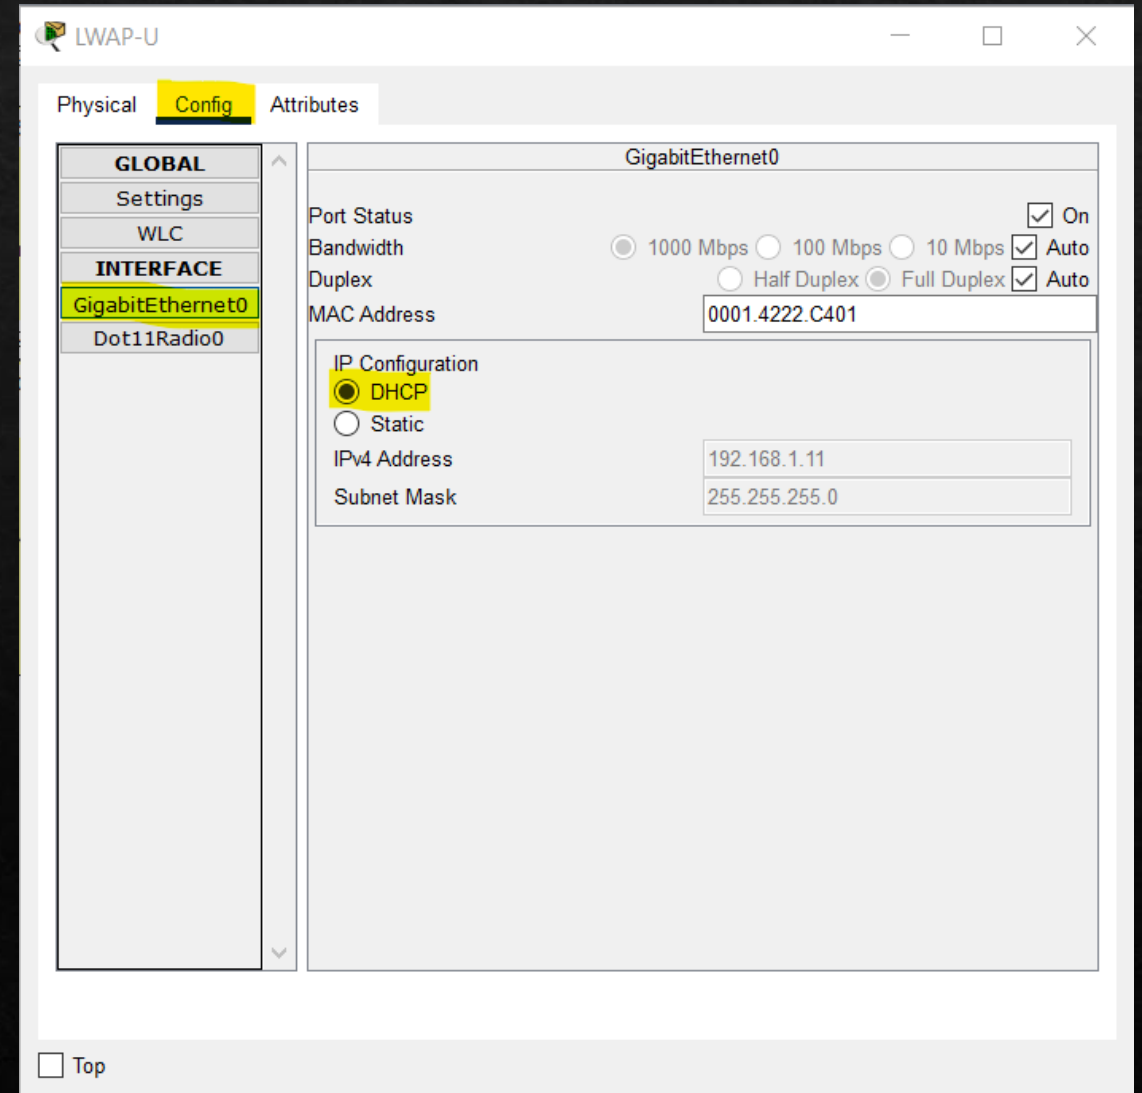 LWAP-U
Physical Config Attributes
GLOBAL
Settings
WLC
INTERFACE
GigabitEthernet0
Dot11Radio0
GigabitEthernet0
Port Status On
Bandwidth 1000 Mbps 100 Mbps 10 Mbps Auto
Duplex Half Duplex Full Duplex Auto
MAC Address 0001.4222.C401
IP Configuration
DHCP
Static
IPv4 Address 192.168.1.11
Subnet Mask 255.255.255.0
Top